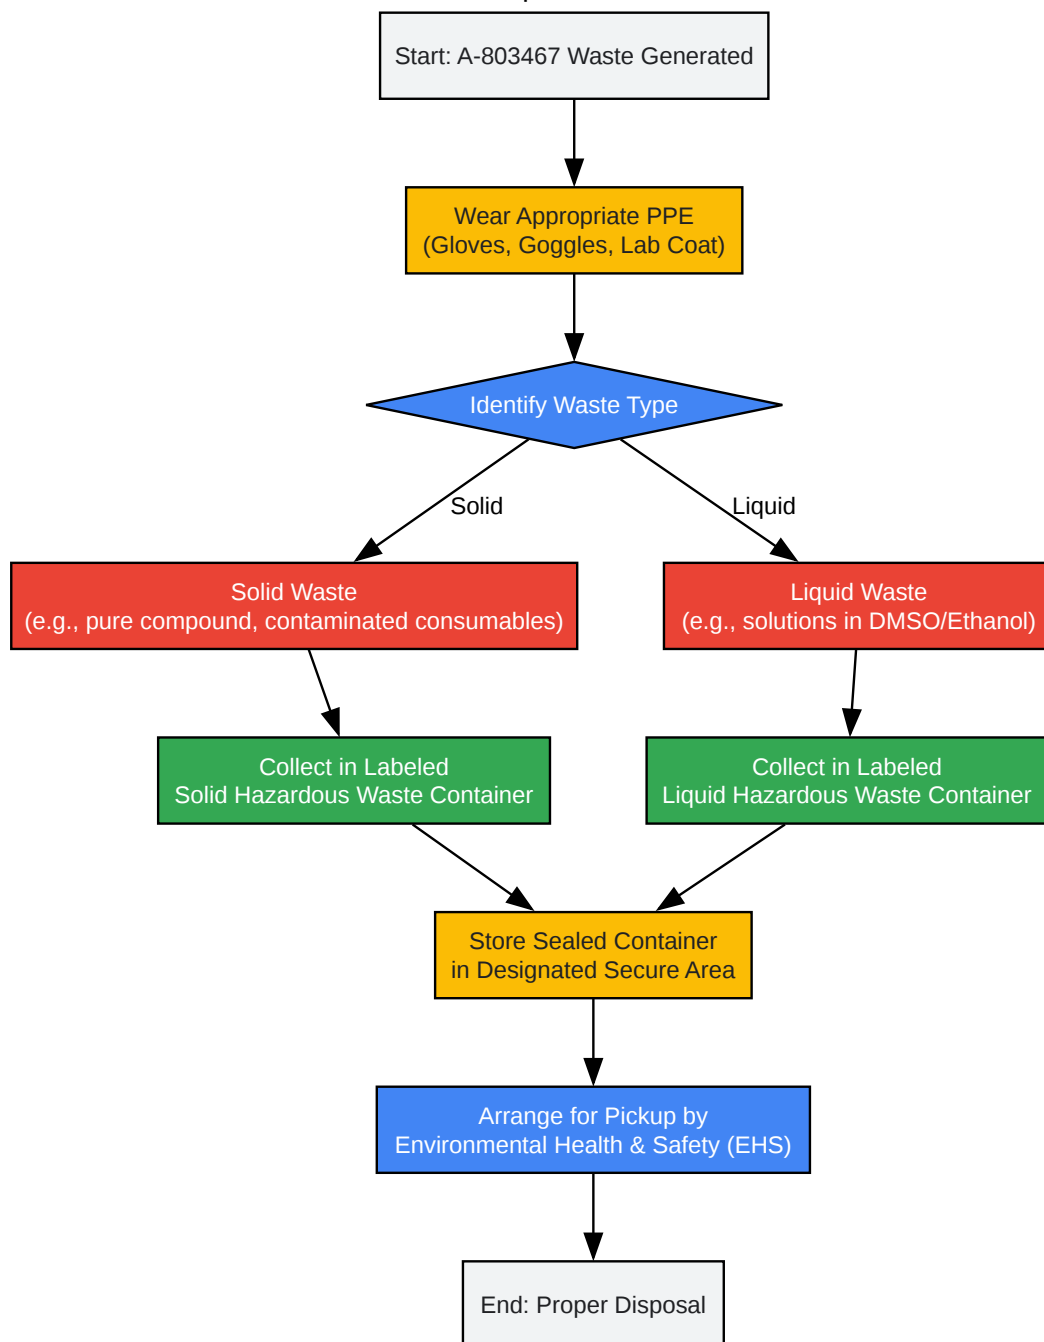 Start: A-803467 Waste Generated
Wear Appropriate PPE
(Gloves, Goggles, Lab Coat)
Identify Waste Type
Solid
Liquid
Solid Waste
(e.g., pure compound, contaminated consumables)
Liquid Waste
(e.g., solutions in DMSO/Ethanol)
Collect in Labeled
Solid Hazardous Waste Container
Collect in Labeled
Liquid Hazardous Waste Container
Store Sealed Container
in Designated Secure Area
Arrange for Pickup by
Environmental Health & Safety (EHS)
End: Proper Disposal